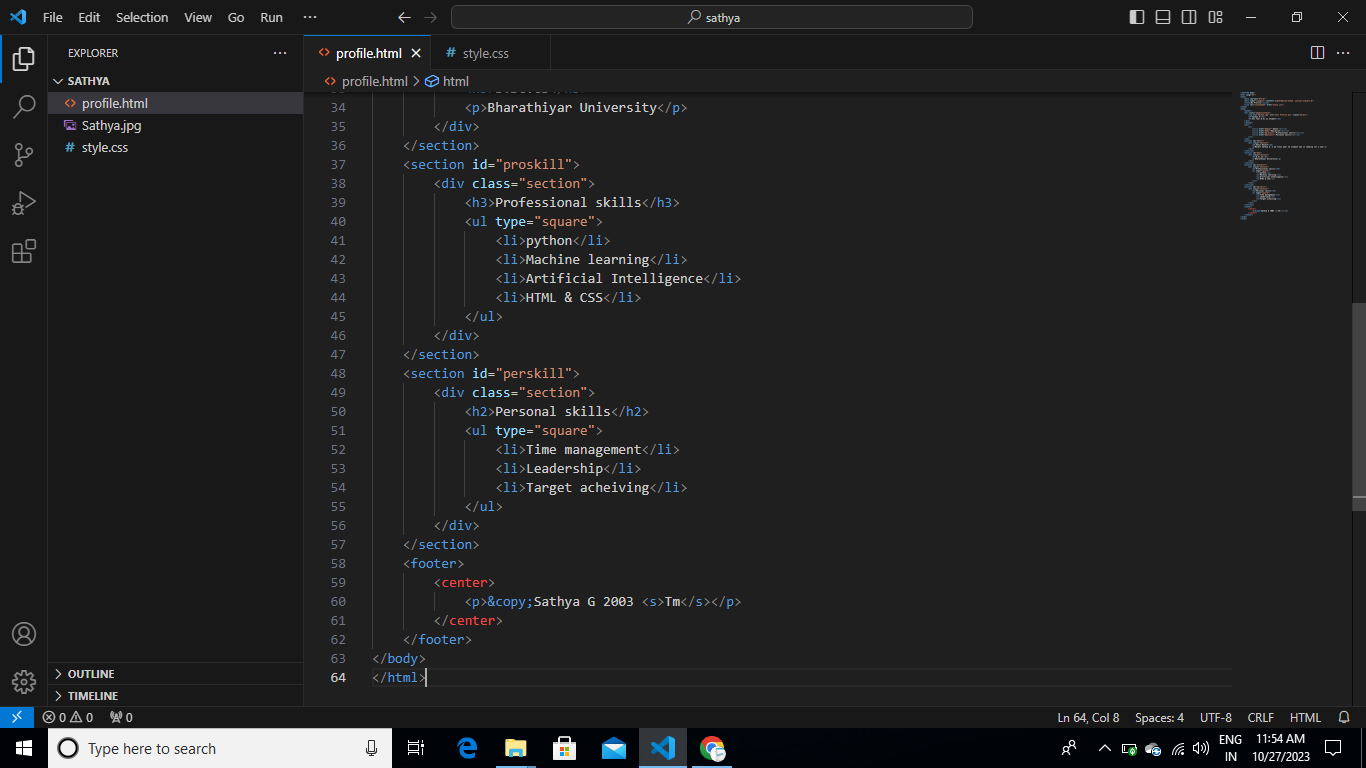 File Edit Selection View Go Run ··· sathya
EXPLORER ···
SATHYA
profile.html
Sathya.jpg
# style.css
profile.html # style.css
profile.html > html
34 <p>Bharathiyar University</p>
35 </div>
36 </section>
37 <section id="proskill">
38 <div class="section">
39 <h3>Professional skills</h3>
40 <ul type="square">
41 <li>python</li>
42 <li>Machine learning</li>
43 <li>Artificial Intelligence</li>
44 <li>HTML & CSS</li>
45 </ul>
46 </div>
47 </section>
48 <section id="perskill">
49 <div class="section">
50 <h2>Personal skills</h2>
51 <ul type="square">
52 <li>Time management</li>
53 <li>Leadership</li>
54 <li>Target acheiving</li>
55 </ul>
56 </div>
57 </section>
58 <footer>
59 <center>
60 <p>&copy;Sathya G 2003 <s>Tm</s></p>
61 </center>
62 </footer>
63 </body>
64 </html>
OUTLINE
TIMELINE
0 0 0 Ln 64, Col 8 Spaces: 4 UTF-8 CRLF HTML
Type here to search
ENG
IN
11:54 AM
10/27/2023